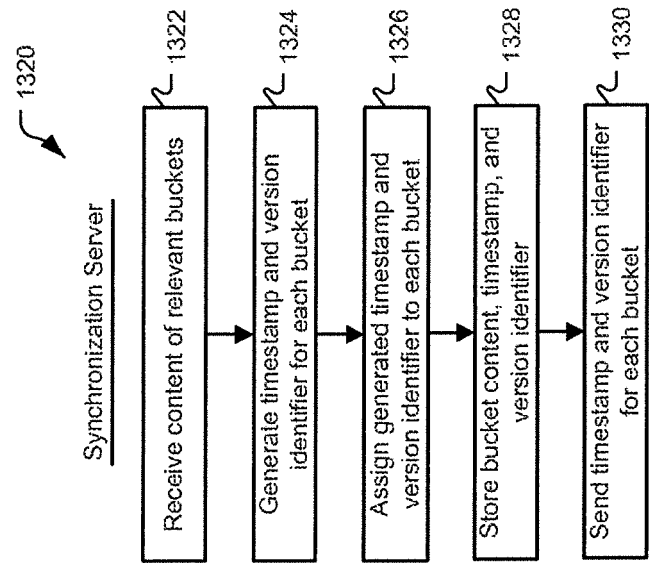 1320
Synchronization Server
Receive content of relevant buckets
1322
Generate timestamp and version
identifier for each bucket
1324
Assign generated timestamp and
version identifier to each bucket
1326
Store bucket content, timestamp, and
version identifier
1328
Send timestamp and version identifier
for each bucket
1330